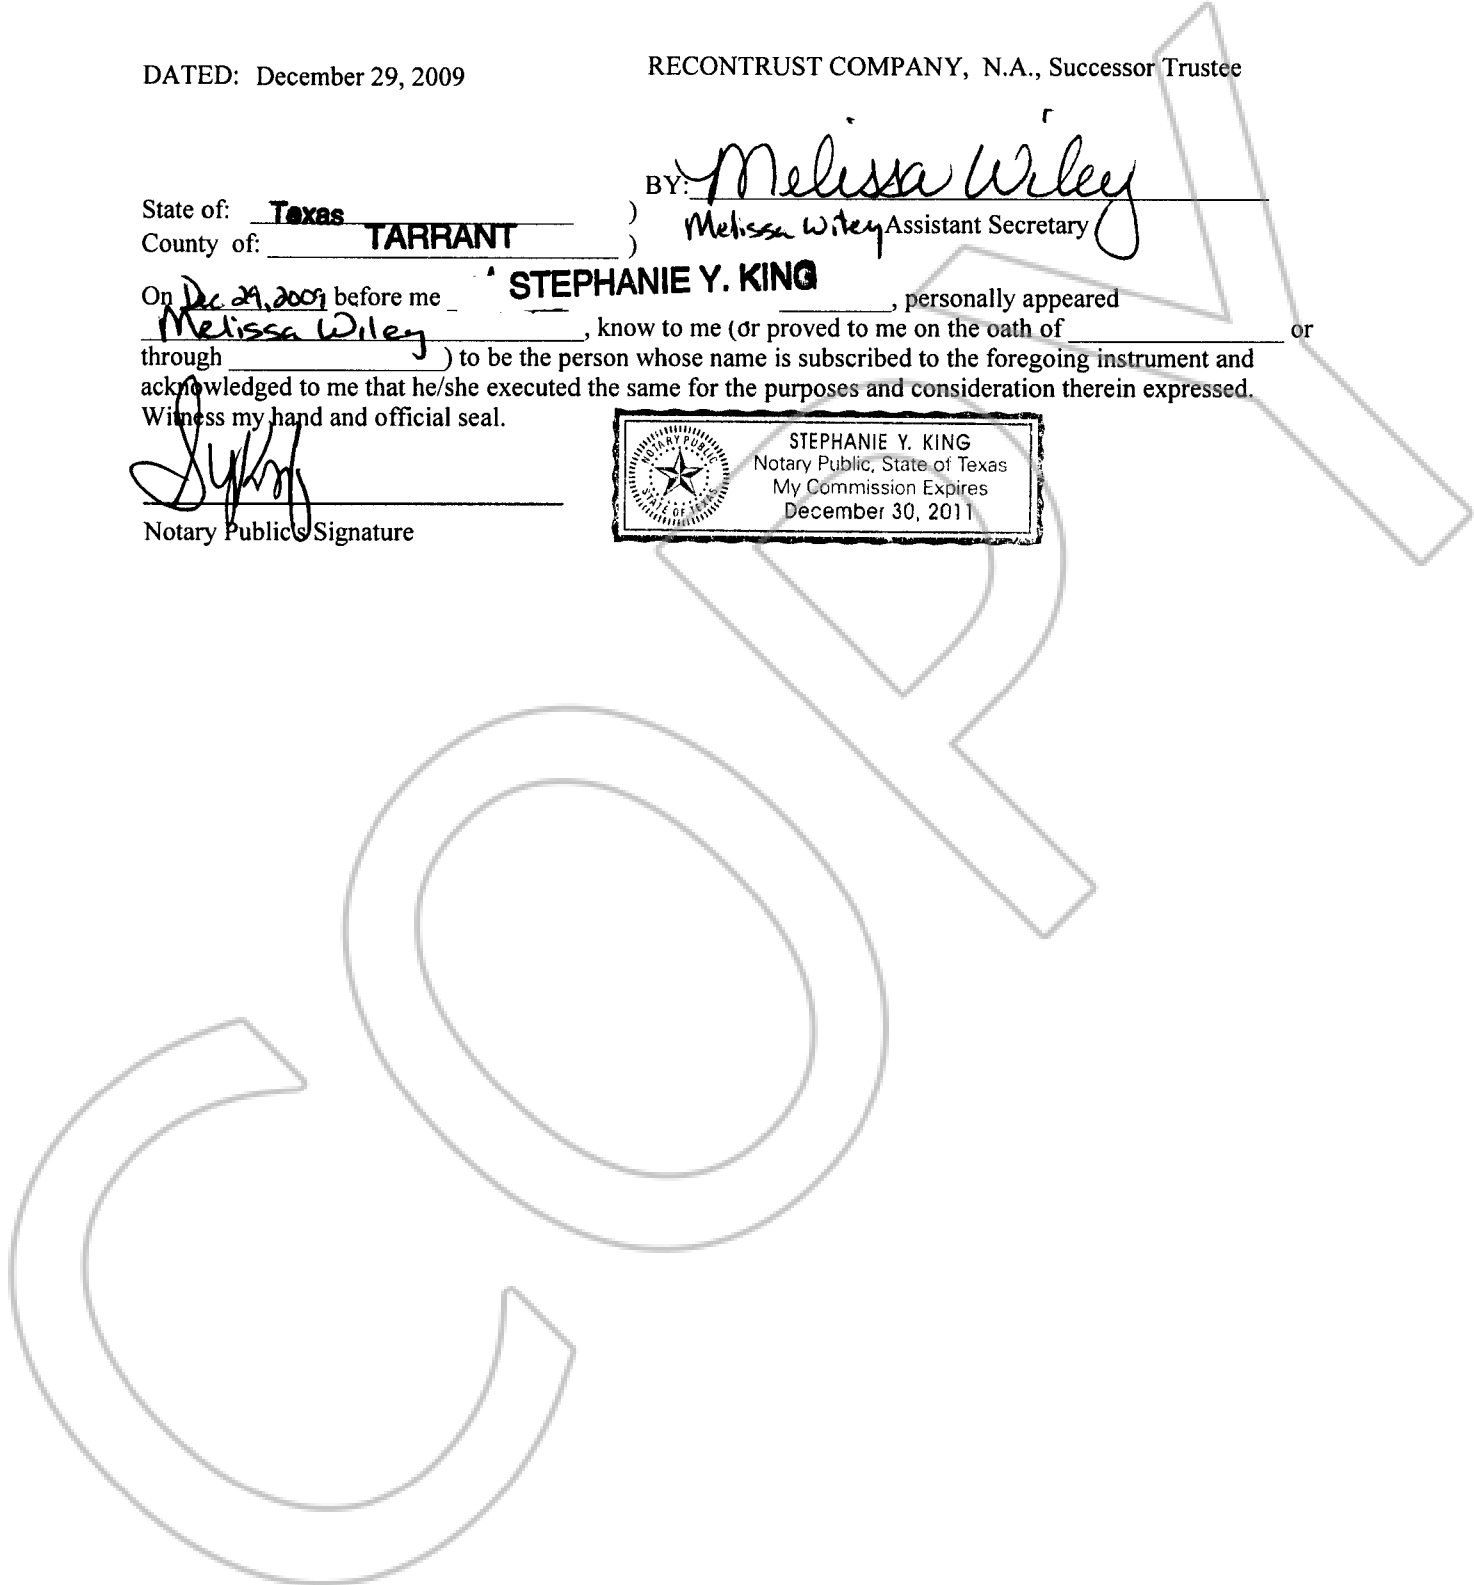 DATED: December 29, 2009
RECONTRUST COMPANY, N.A., Successor Trustee
BY: Melissa Wiley
State of: Texas )
Melissa Wiley Assistant Secretary
County of: TARRANT )
On Dec 29, 2009 before me STEPHANIE Y. KING, personally appeared
Melissa Wiley, know to me (or proved to me on the oath of or
through ) to be the person whose name is subscribed to the foregoing instrument and
acknowledged to me that he/she executed the same for the purposes and consideration therein expressed.
Witness my hand and official seal.
Notary Public's Signature
NOTARY PUBLIC
STATE OF TEXAS
STEPHANIE Y. KING
Notary Public, State of Texas
My Commission Expires
December 30, 2011
COPY